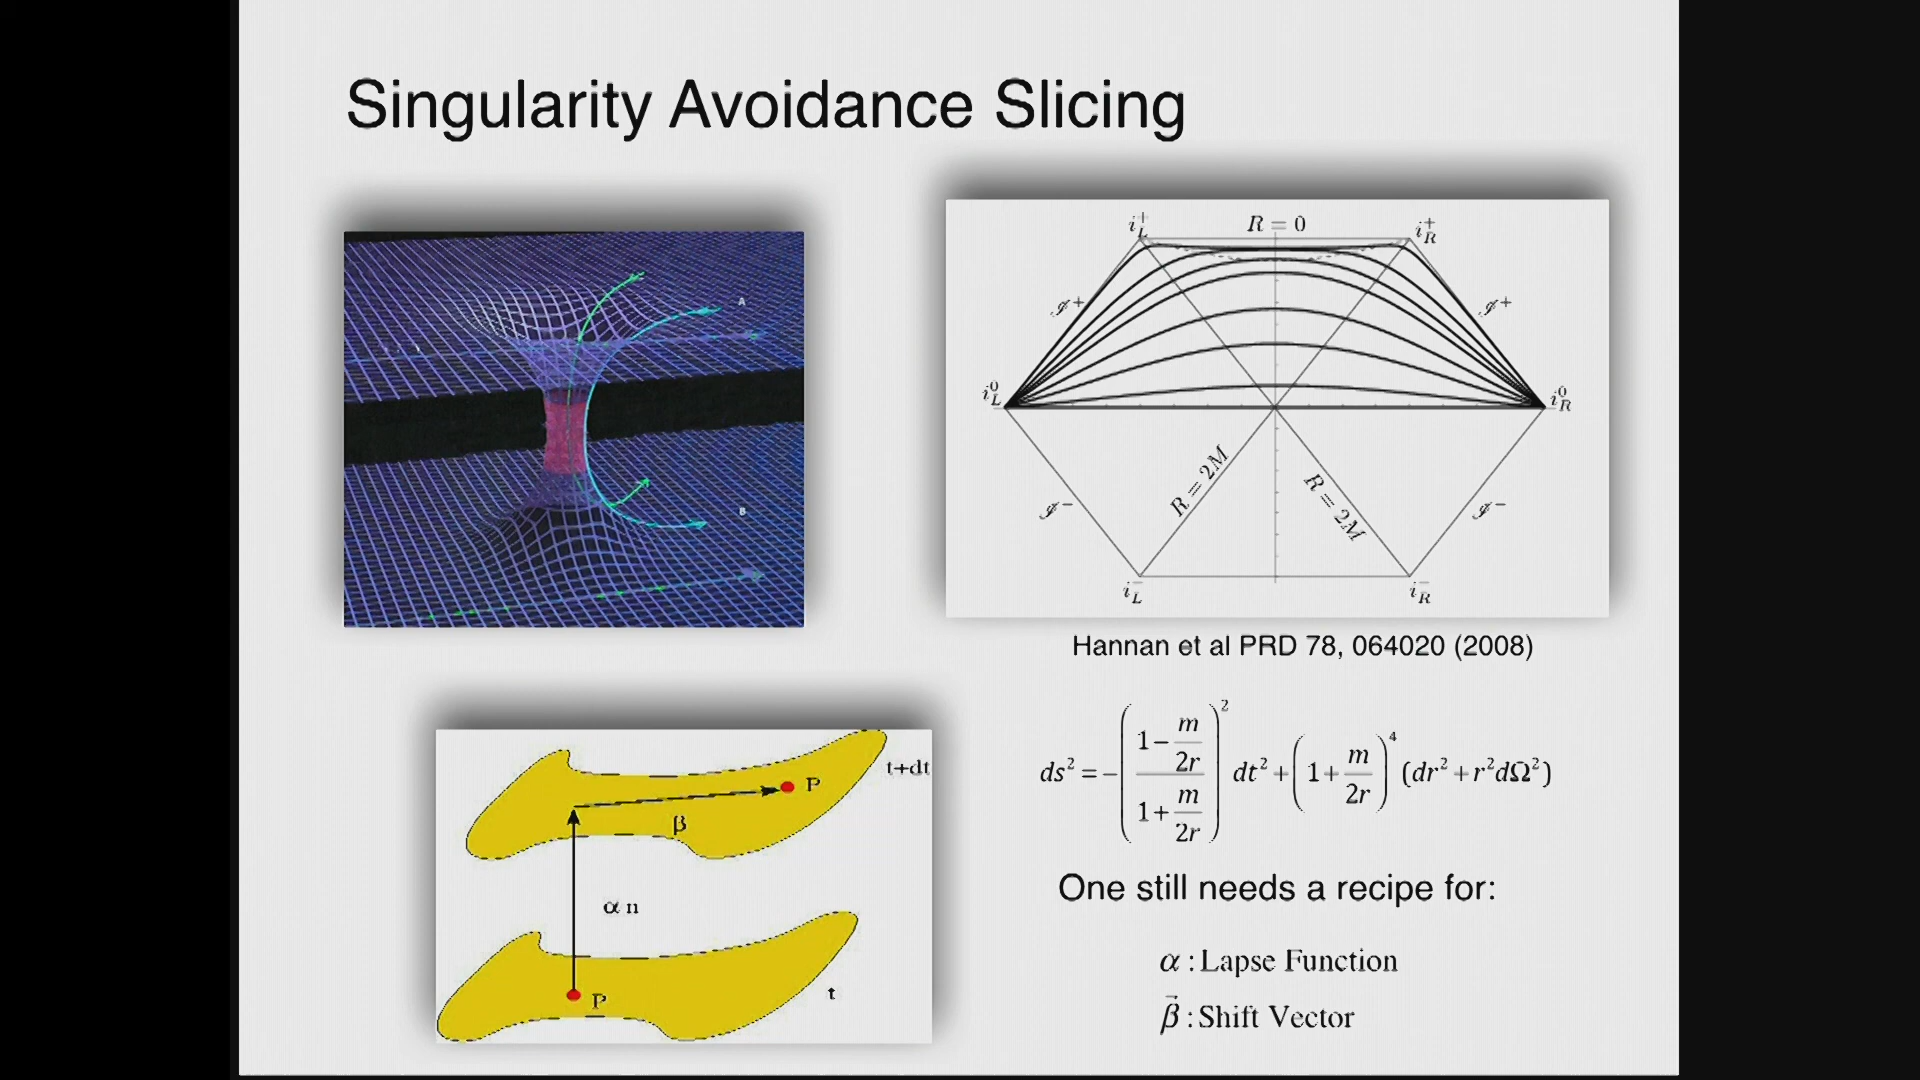 Singularity Avoidance Slicing
A
B
R = 0
i_L^+
i_R^+
𝓘^+
𝓘^+
i_L^0
i_R^0
R = 2M
R = 2M
𝓘^-
𝓘^-
i_L^-
i_R^-
Hannan et al PRD 78, 064020 (2008)
t+dt
P
β
α n
P
t
ds² = −((1 − m/2r)/(1 + m/2r))² dt² + (1 + m/2r)⁴ (dr² + r²dΩ²)
One still needs a recipe for:
α : Lapse Function
β⃗ : Shift Vector